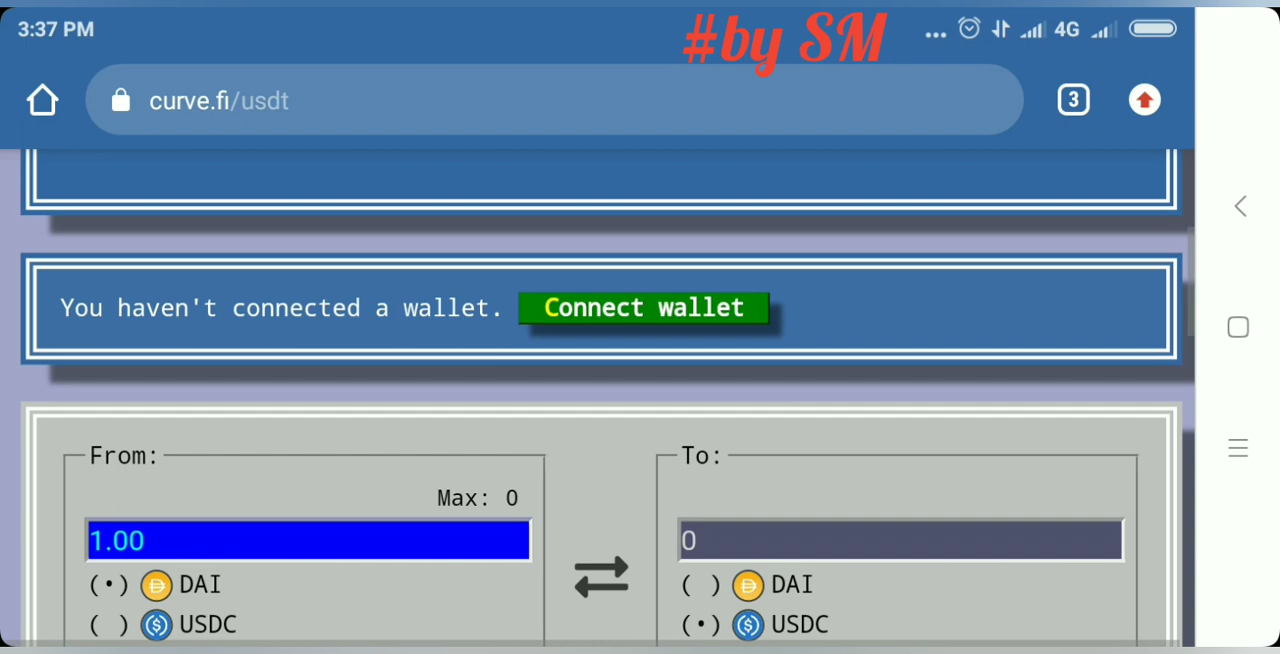 3:37 PM
#by SM
4G
curve.fi/usdt
3
You haven't connected a wallet. Connect wallet
From:
To:
Max: 0
1.00
0
(•) DAI
( ) DAI
( ) USDC
(•) USDC